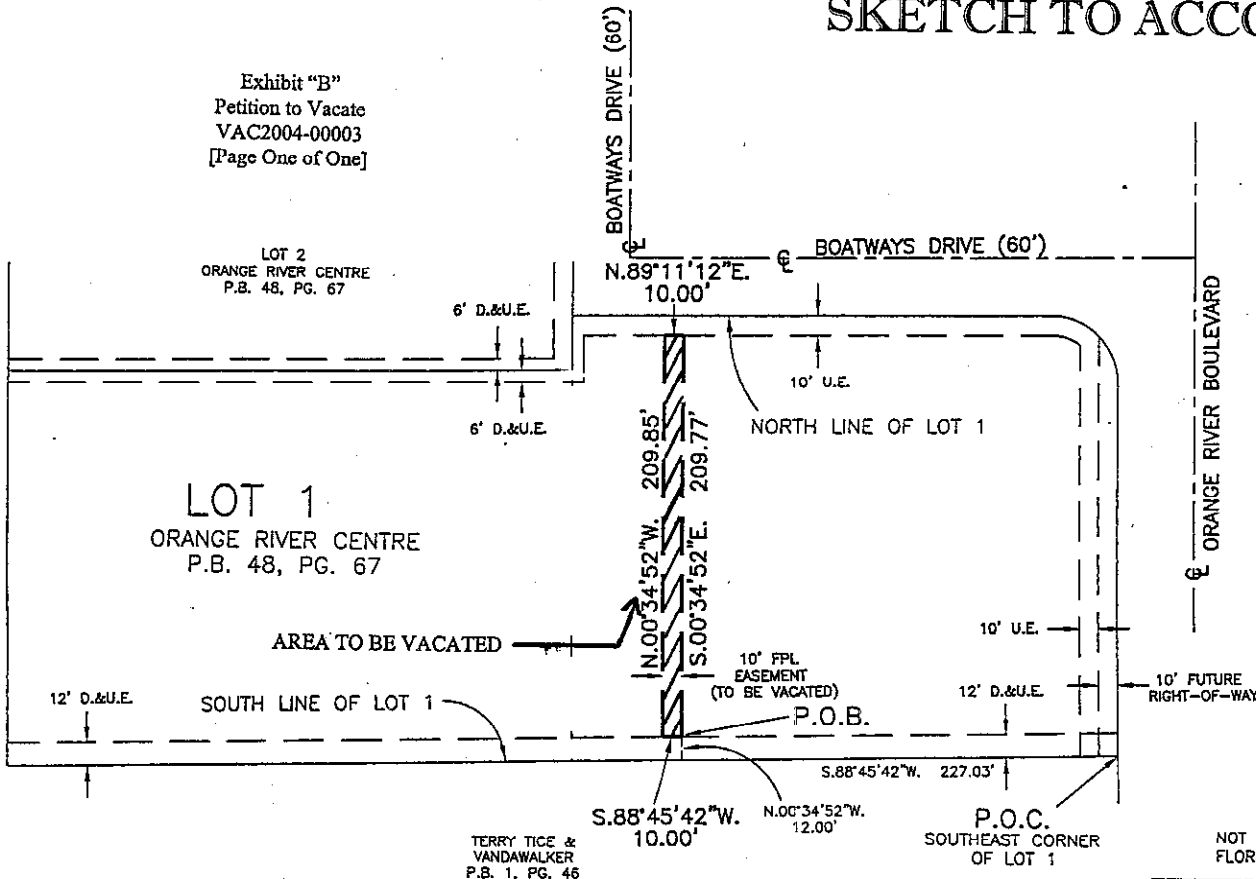 SKETCH TO ACCO
Exhibit “B”
Petition to Vacate
VAC2004-00003
[Page One of One]
BOATWAYS DRIVE (60')
LOT 2
ORANGE RIVER CENTRE
P.B. 48, PG. 67
℄
℄ BOATWAYS DRIVE (60')
N.89°11'12"E.
10.00'
6' D.&U.E.
10' U.E.
6' D.&U.E.
NORTH LINE OF LOT 1
ORANGE RIVER BOULEVARD
℄
N.00°34'52"W. 209.85'
S.00°34'52"E. 209.77'
LOT 1
ORANGE RIVER CENTRE
P.B. 48, PG. 67
AREA TO BE VACATED
10' U.E.
10' FPL
EASEMENT
(TO BE VACATED)
12' D.&U.E.
SOUTH LINE OF LOT 1
12' D.&U.E.
10' FUTURE
RIGHT-OF-WAY
P.O.B.
S.88°45'42"W. 227.03'
S.88°45'42"W.
10.00'
N.00°34'52"W.
12.00'
P.O.C.
SOUTHEAST CORNER
OF LOT 1
TERRY TICE &
VANDAWALKER
P.B. 1, PG. 46
NOT
FLOR